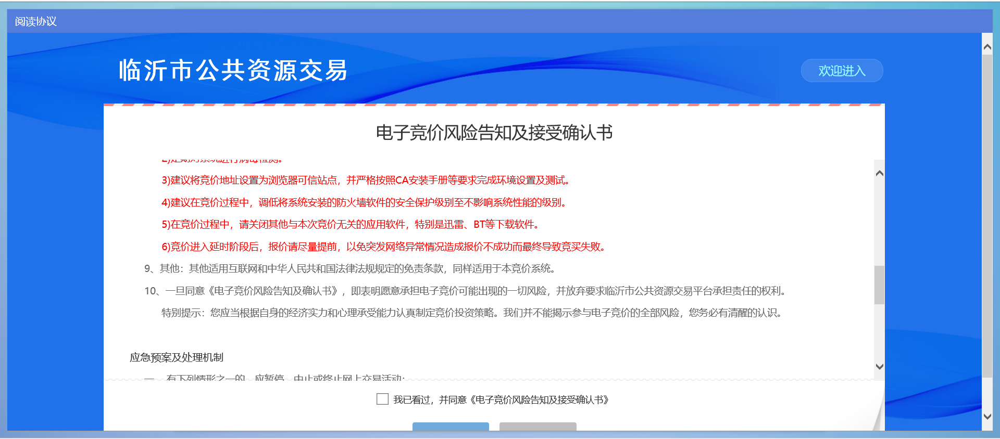 阅读协议
临沂市公共资源交易
欢迎进入
电子竞价风险告知及接受确认书
2)定期对系统进行病毒检测。
3)建议将竞价地址设置为浏览器可信站点，并严格按照CA安装手册等要求完成环境设置及测试。
4)建议在竞价过程中，调低将系统安装的防火墙软件的安全保护级别至不影响系统性能的级别。
5)在竞价过程中，请关闭其他与本次竞价无关的应用软件，特别是迅雷、BT等下载软件。
6)竞价进入延时阶段后，报价请尽量提前，以免突发网络异常情况造成报价不成功而最终导致竞买失败。
9、其他：其他适用互联网和中华人民共和国法律法规规定的免责条款，同样适用于本竞价系统。
10、一旦同意《电子竞价风险告知及确认书》，即表明愿意承担电子竞价可能出现的一切风险，并放弃要求临沂市公共资源交易平台承担责任的权利。
特别提示：您应当根据自身的经济实力和心理承受能力认真制定竞价投资策略。我们并不能揭示参与电子竞价的全部风险，您务必有清醒的认识。
应急预案及处理机制
一、有下列情形之一的，应暂停、中止或终止网上交易活动：
我已看过，并同意《电子竞价风险告知及接受确认书》